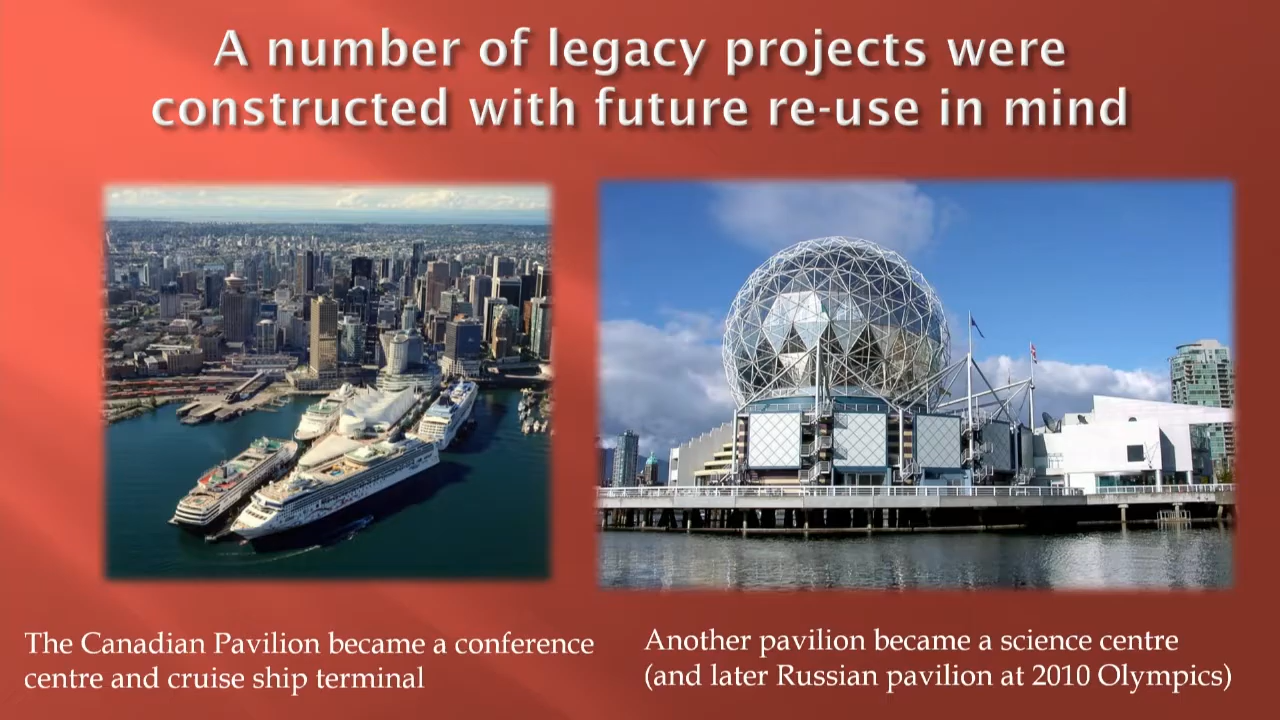 A number of legacy projects were
constructed with future re-use in mind
The Canadian Pavilion became a conference
centre and cruise ship terminal
Another pavilion became a science centre
(and later Russian pavilion at 2010 Olympics)